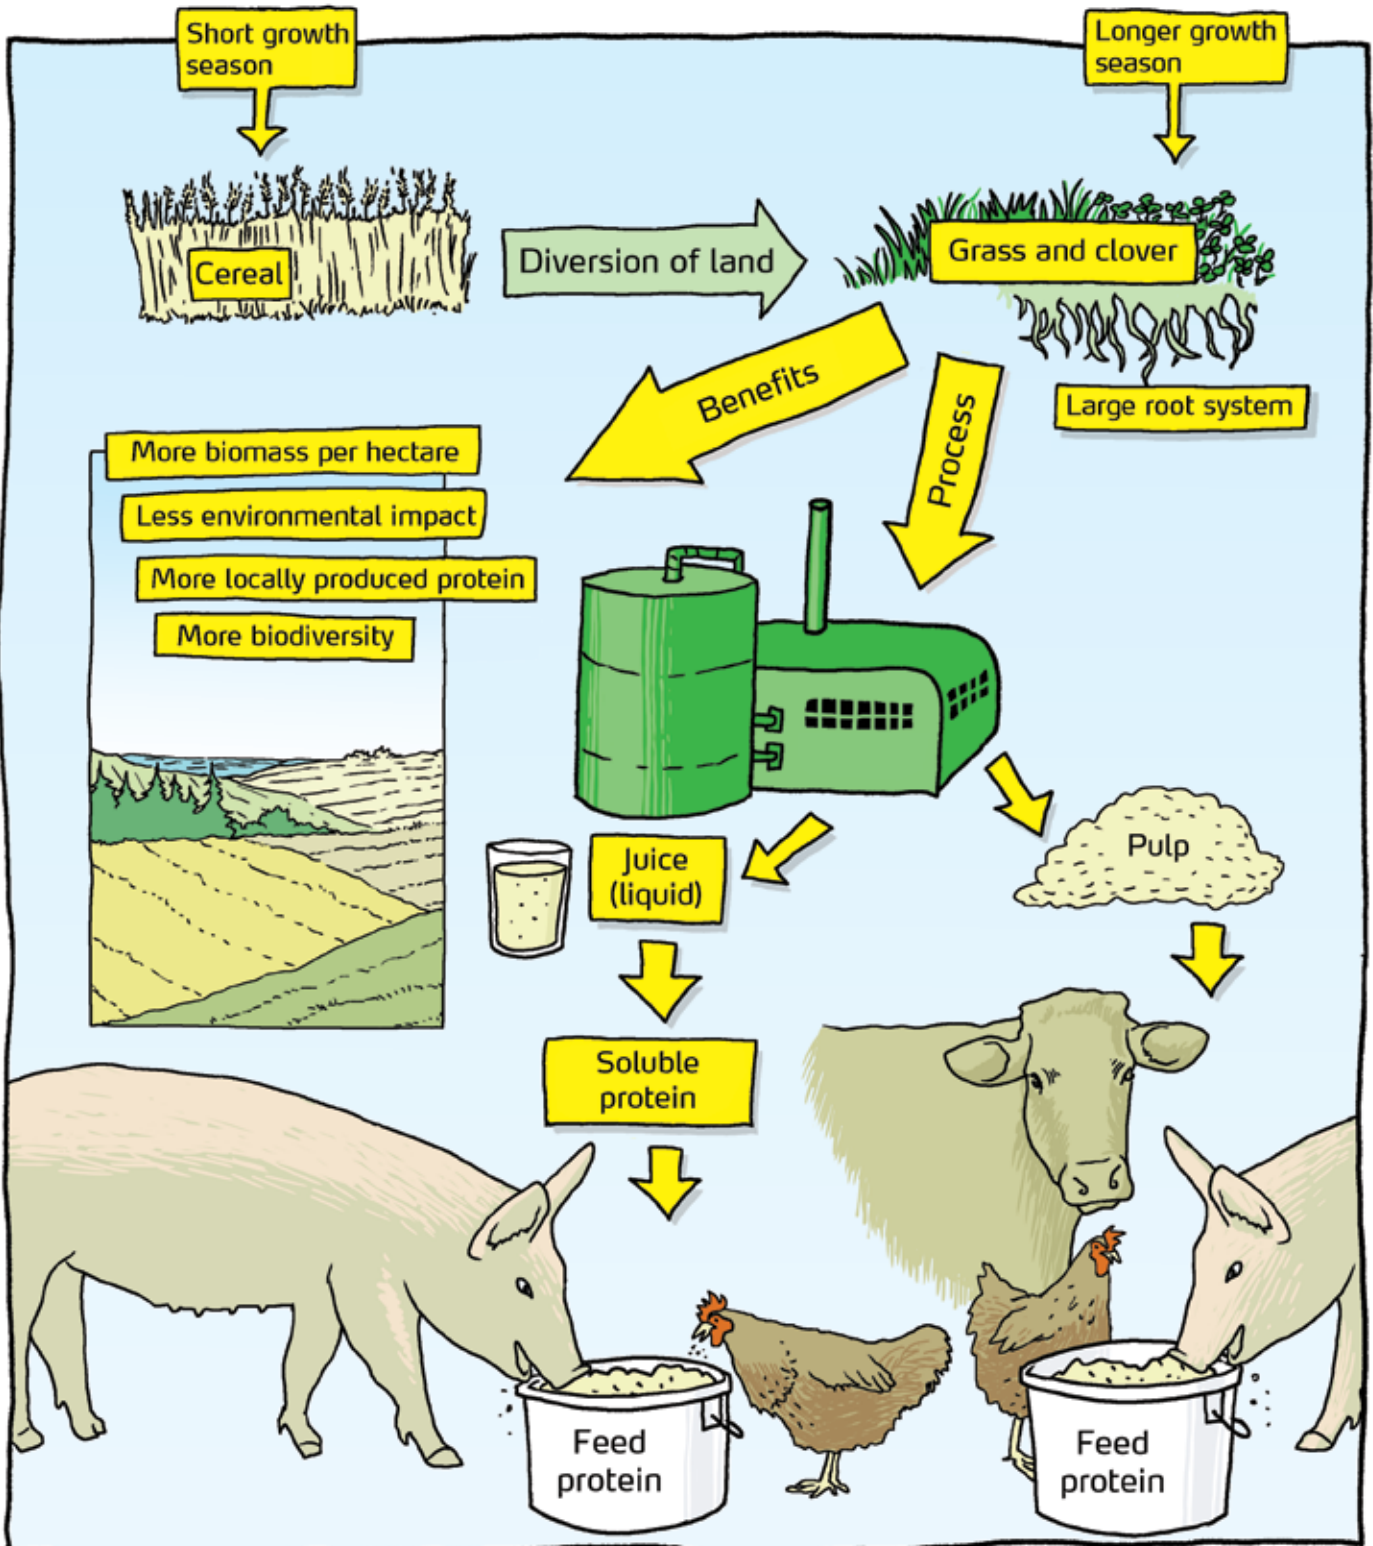 Short growth
season
Longer growth
season
Cereal
Diversion of land
Grass and clover
Benefits
Process
Large root system
More biomass per hectare
Less environmental impact
More locally produced protein
More biodiversity
Juice
(liquid)
Pulp
Soluble
protein
Feed
protein
Feed
protein